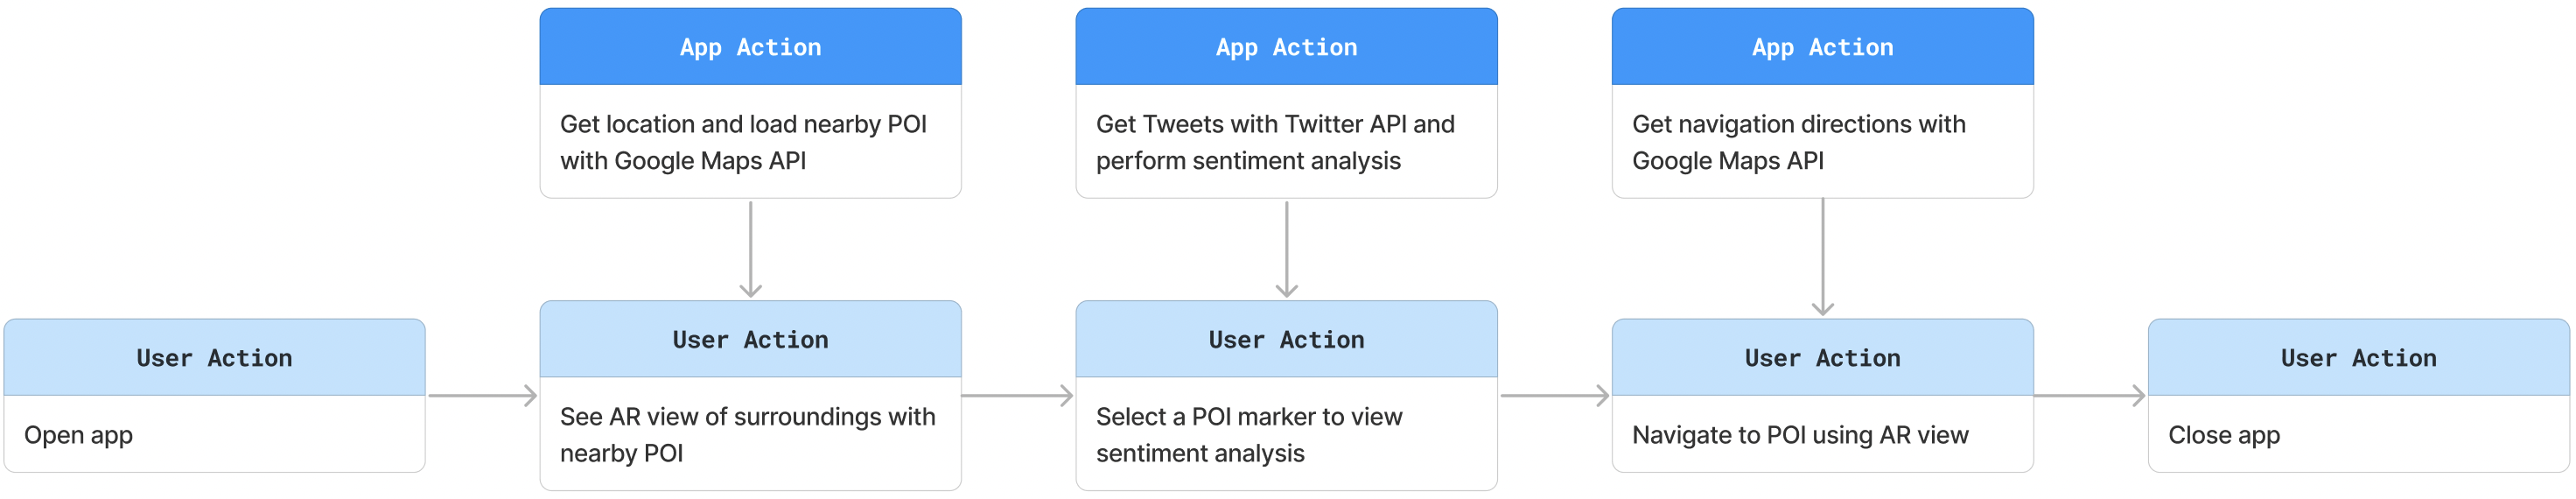 App Action
Get location and load nearby POI
with Google Maps API
App Action
Get Tweets with Twitter API and
perform sentiment analysis
App Action
Get navigation directions with
Google Maps API
User Action
Open app
User Action
See AR view of surroundings with
nearby POI
User Action
Select a POI marker to view
sentiment analysis
User Action
Navigate to POI using AR view
User Action
Close app